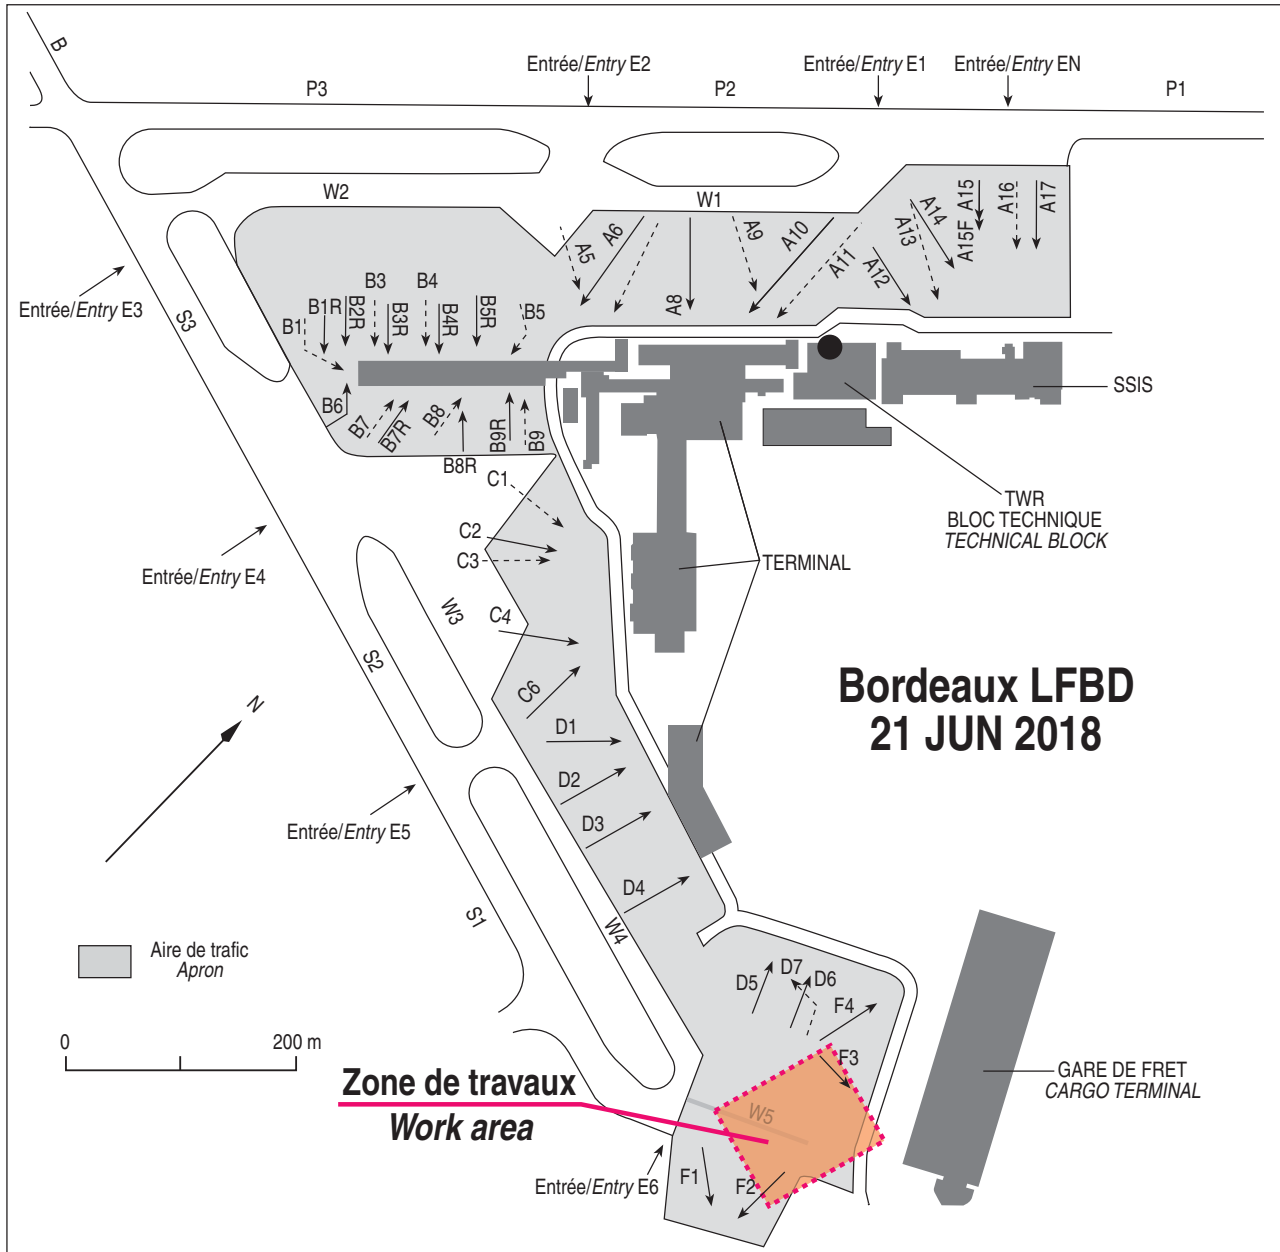 B
Entrée/Entry E2
Entrée/Entry E1
Entrée/Entry EN
P3
P2
P1
W2
W1
A5
A6
A8
A9
A10
A11
A12
A13
A14
A15F
A15
A16
A17
Entrée/Entry E3
S3
B1
B1R
B2R
B3
B3R
B4
B4R
B5R
B5
B6
B7
B7R
B8
B8R
B9R
B9
SSIS
TWR
BLOC TECHNIQUE
TECHNICAL BLOCK
TERMINAL
C1
C2
C3
C4
C6
Entrée/Entry E4
W3
S2
Bordeaux LFBD
21 JUN 2018
N
D1
D2
D3
D4
Entrée/Entry E5
S1
W4
Aire de trafic
Apron
0
200 m
D5
D7
D6
F4
F3
Zone de travaux
Work area
W5
GARE DE FRET
CARGO TERMINAL
Entrée/Entry E6
F1
F2